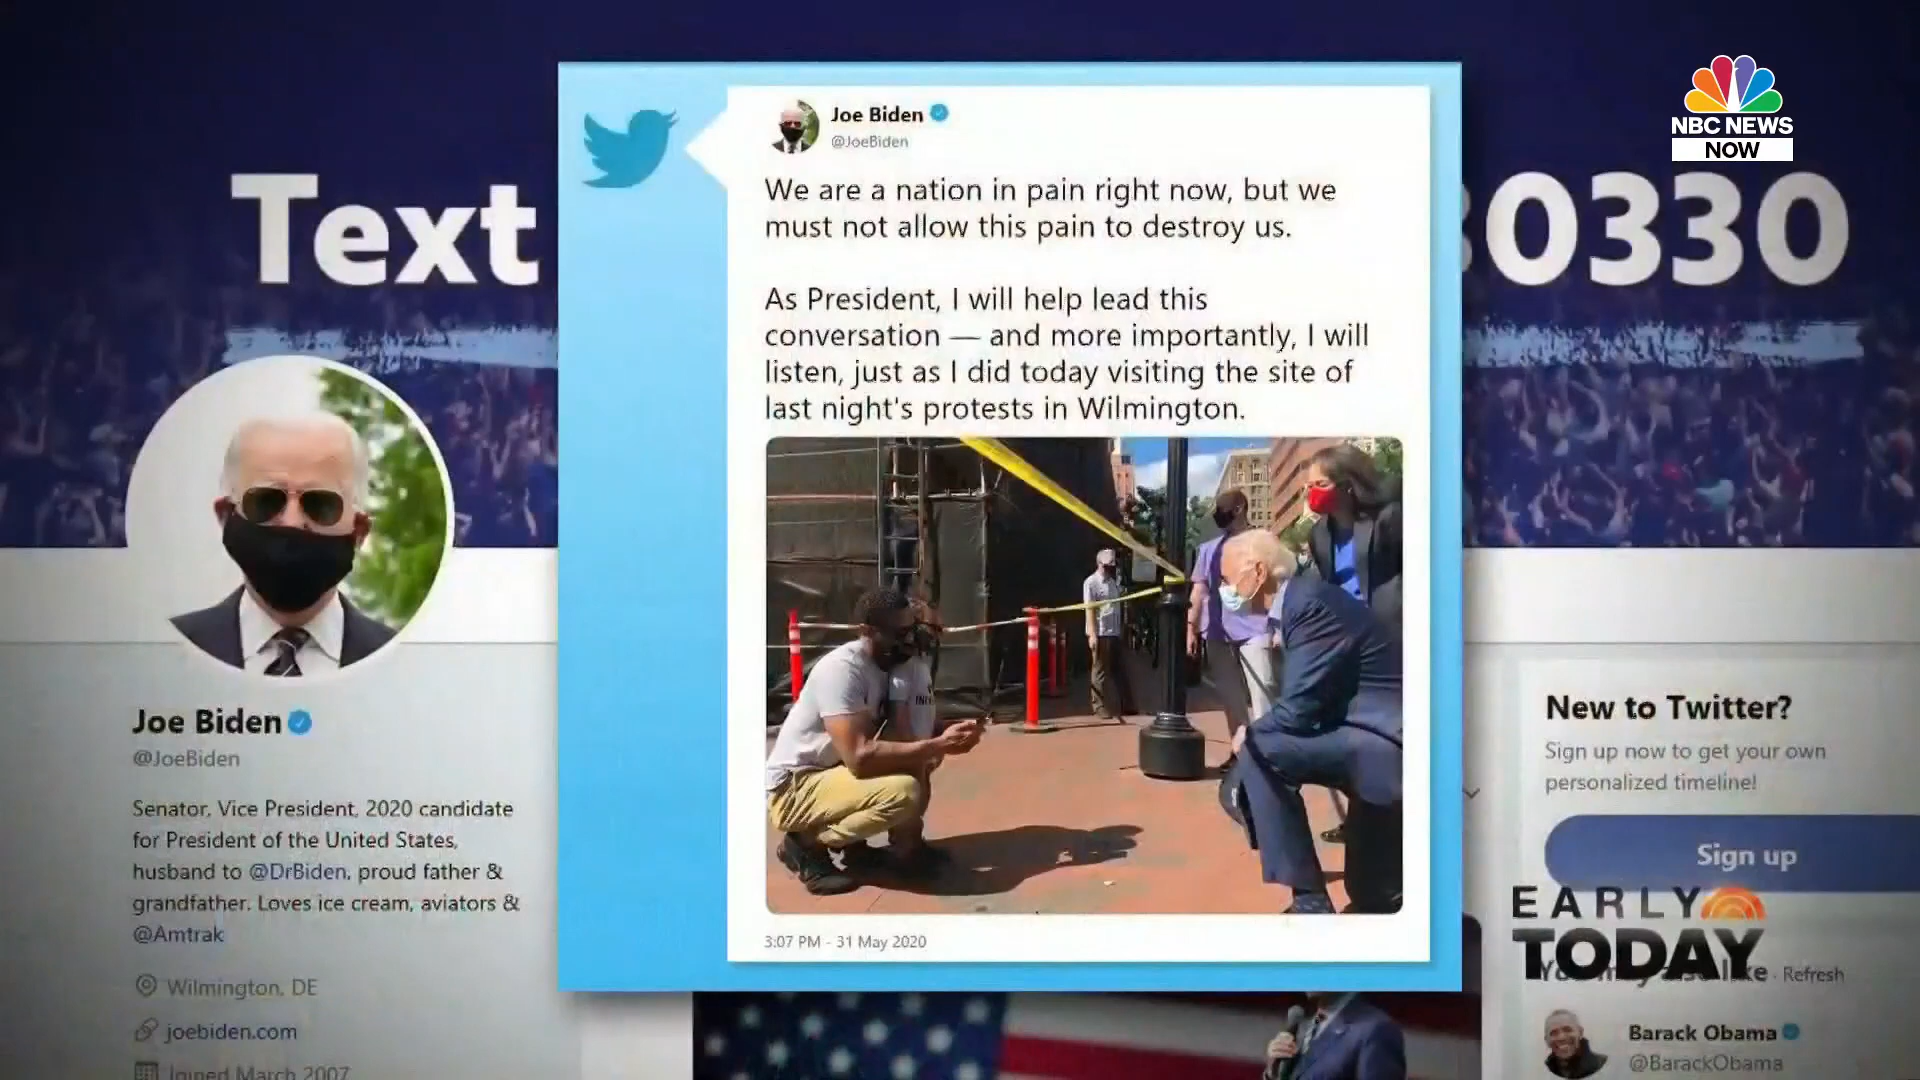 Text
0330
NBC NEWS
NOW
Joe Biden
@JoeBiden
We are a nation in pain right now, but we
must not allow this pain to destroy us.
As President, I will help lead this
conversation — and more importantly, I will
listen, just as I did today visiting the site of
last night's protests in Wilmington.
3:07 PM - 31 May 2020
Joe Biden
@JoeBiden
Senator, Vice President, 2020 candidate
for President of the United States,
husband to @DrBiden, proud father &
grandfather. Loves ice cream, aviators &
@Amtrak
Wilmington, DE
joebiden.com
Joined March 2007
New to Twitter?
Sign up now to get your own
personalized timeline!
Sign up
EARLY
TODAY
You may also like · Refresh
Barack Obama
@BarackObama